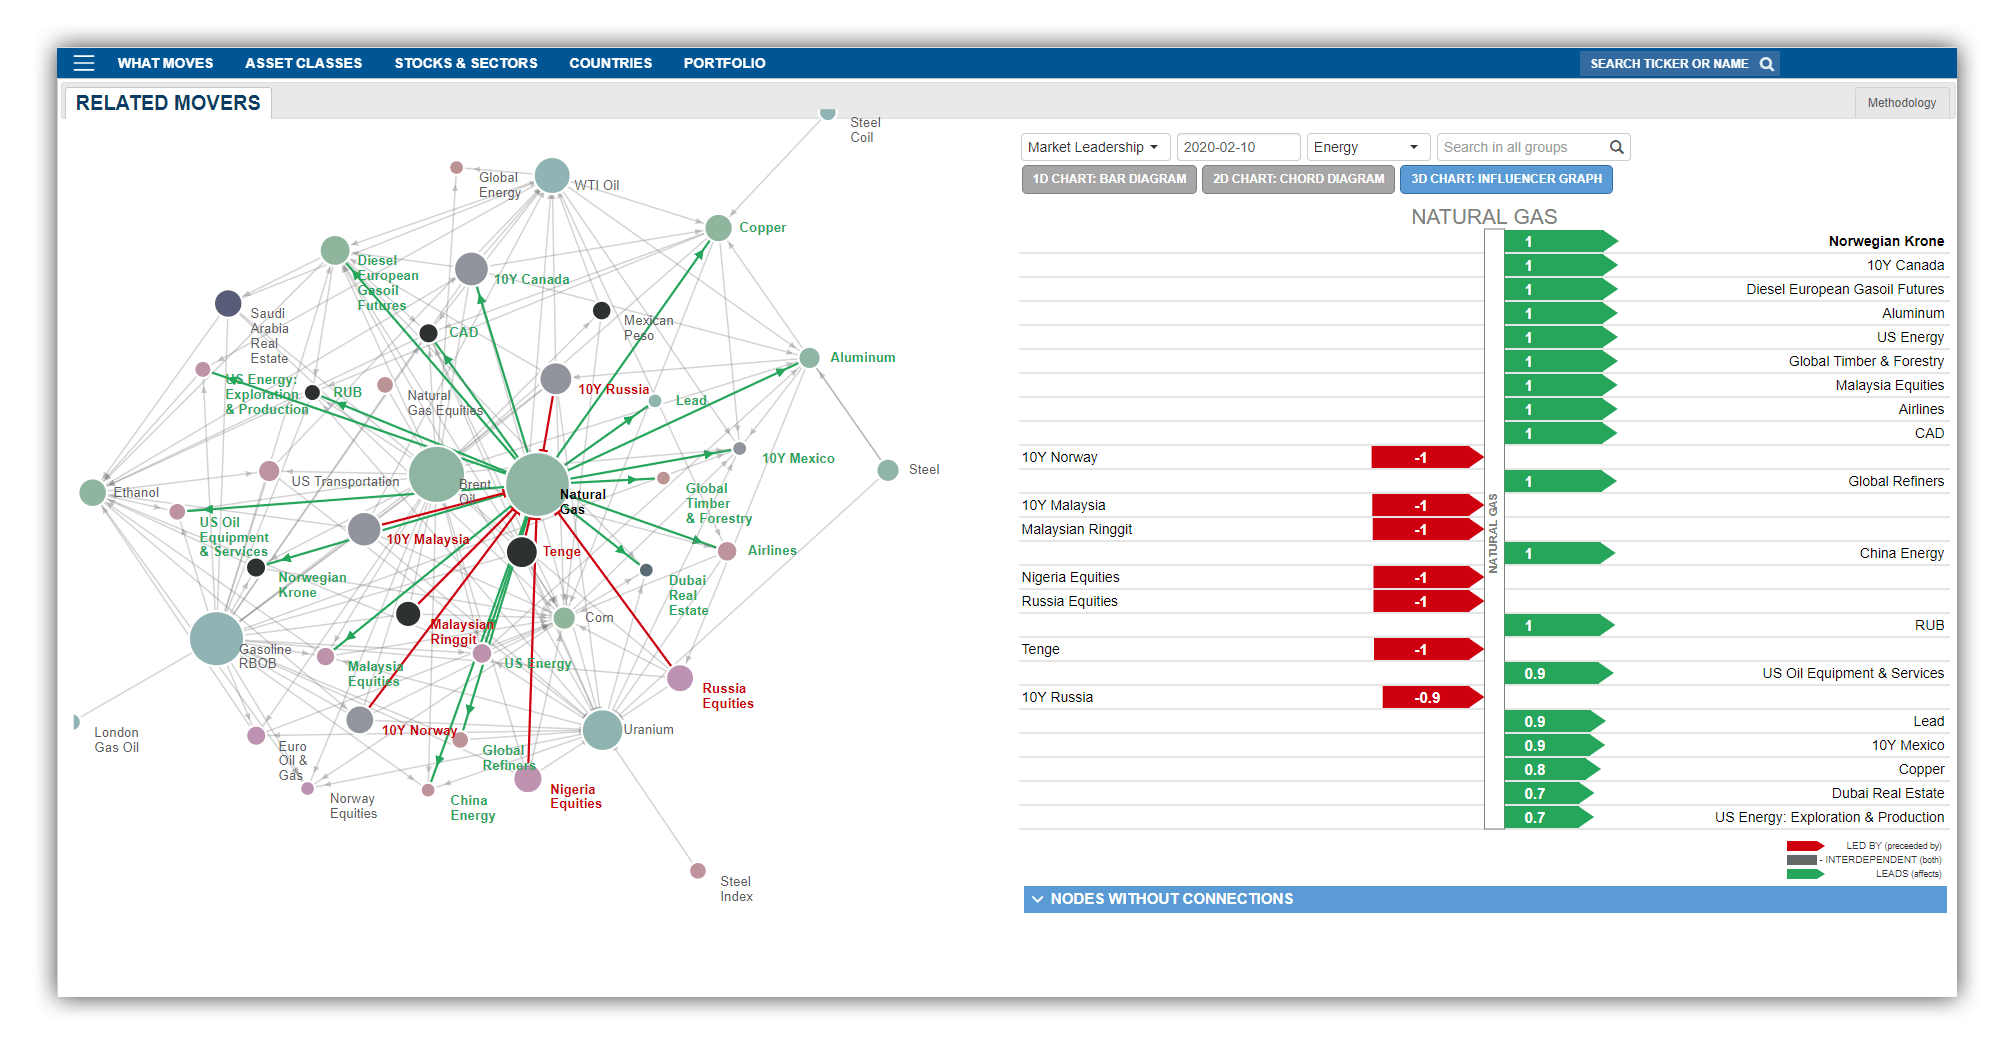 WHAT MOVES ASSET CLASSES STOCKS & SECTORS COUNTRIES PORTFOLIO SEARCH TICKER OR NAME
RELATED MOVERS
Methodology
Steel
Coil
Global
Energy
WTI Oil
Copper
Diesel
European
Gasoil
Futures
10Y Canada
Saudi
Arabia
Real
Estate
CAD
Mexican
Peso
Aluminum
US Energy:
Exploration
& Production
RUB
Natural
Gas Equities
10Y Russia
Lead
10Y Mexico
Steel
Ethanol
US Transportation
Brent
Oil
Natural
Gas
Global
Timber
& Forestry
US Oil
Equipment
& Services
10Y Malaysia
Tenge
Airlines
Norwegian
Krone
Dubai
Real
Estate
Malaysian
Ringgit
Corn
Gasoline
RBOB
Malaysia
Equities
US Energy
Russia
Equities
London
Gas Oil
Euro
Oil &
Gas
10Y Norway
Global
Refiners
Uranium
Norway
Equities
China
Energy
Nigeria
Equities
Steel
Index
Market Leadership 2020-02-10 Energy Search in all groups
1D CHART: BAR DIAGRAM 2D CHART: CHORD DIAGRAM 3D CHART: INFLUENCER GRAPH
NATURAL GAS
NATURAL GAS
1 Norwegian Krone
1 10Y Canada
1 Diesel European Gasoil Futures
1 Aluminum
1 US Energy
1 Global Timber & Forestry
1 Malaysia Equities
1 Airlines
1 CAD
10Y Norway -1
1 Global Refiners
10Y Malaysia -1
Malaysian Ringgit -1
1 China Energy
Nigeria Equities -1
Russia Equities -1
1 RUB
Tenge -1
0.9 US Oil Equipment & Services
10Y Russia -0.9
0.9 Lead
0.9 10Y Mexico
0.8 Copper
0.7 Dubai Real Estate
0.7 US Energy: Exploration & Production
LED BY (preceeded by)
- INTERDEPENDENT (both)
LEADS (affects)
NODES WITHOUT CONNECTIONS